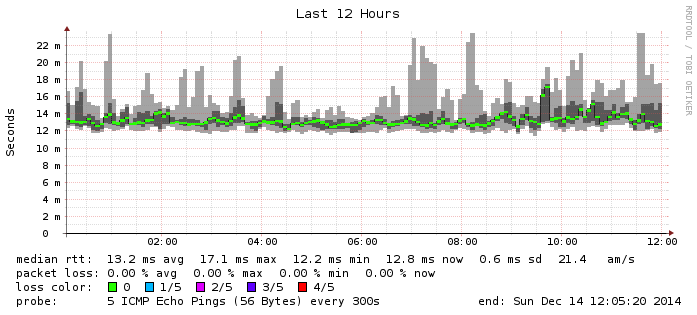 Last 12 Hours
RRDTOOL / TOBI OETIKER
Seconds
22 m
20 m
18 m
16 m
14 m
12 m
10 m
8 m
6 m
4 m
2 m
0
02:00 04:00 06:00 08:00 10:00 12:00
median rtt: 13.2 ms avg 17.1 ms max 12.2 ms min 12.8 ms now 0.6 ms sd 21.4 am/s
packet loss: 0.00 % avg 0.00 % max 0.00 % min 0.00 % now
loss color: 0 1/5 2/5 3/5 4/5
probe: 5 ICMP Echo Pings (56 Bytes) every 300s end: Sun Dec 14 12:05:20 2014